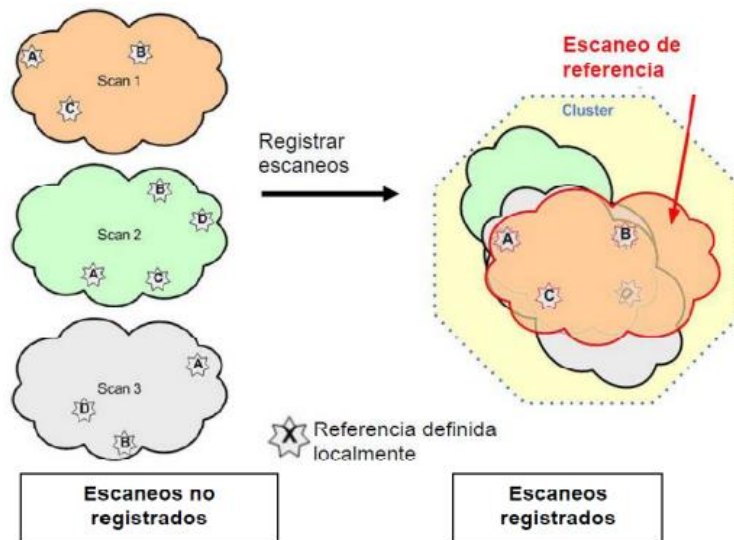 A
B
Scan 1
C
B
D
Scan 2
A
C
A
Scan 3
D
B
Registrar
escaneos
Escaneo de
referencia
Cluster
A
B
C
D
X
Referencia definida
localmente
Escaneos no
registrados
Escaneos
registrados